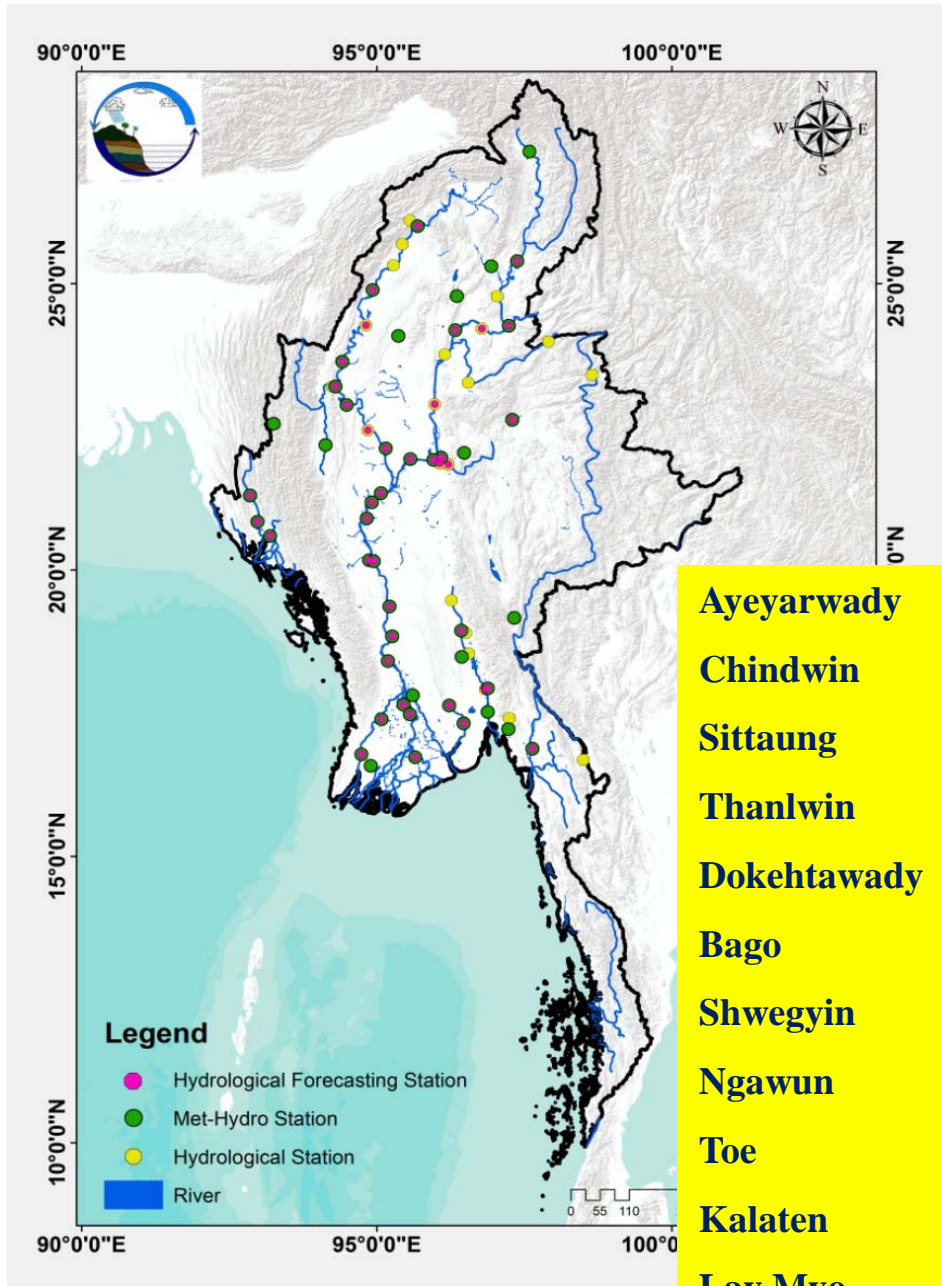 90°0'0"E 95°0'0"E 100°0'0"E
N
W E
S
25°0'0"N 25°0'0"N
20°0'0"N
15°0'0"N
10°0'0"N
Legend
Hydrological Forecasting Station
Met-Hydro Station
Hydrological Station
River
0 55 110
90°0'0"E 95°0'0"E 100°0
Ayeyarwady
Chindwin
Sittaung
Thanlwin
Dokehtawady
Bago
Shwegyin
Ngawun
Toe
Kalaten